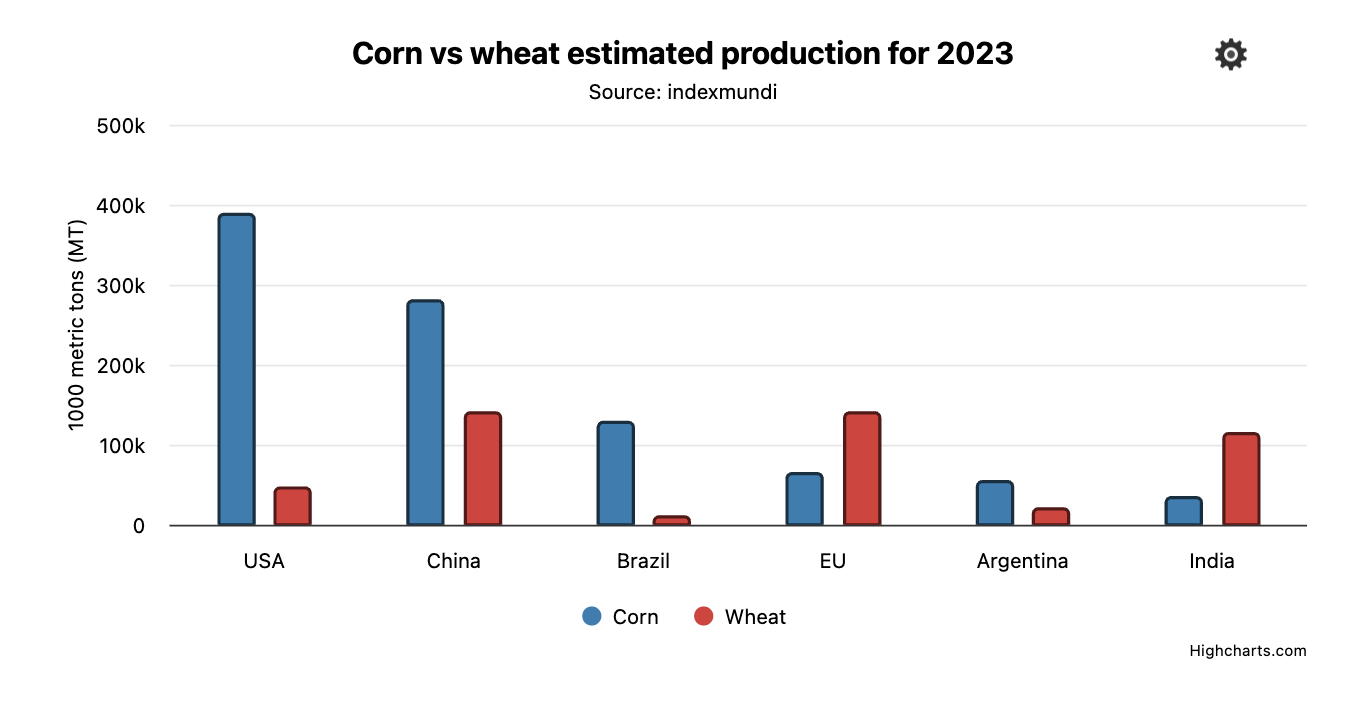 Corn vs wheat estimated production for 2023
Source: indexmundi
1000 metric tons (MT)
500k
400k
300k
200k
100k
0
USA China Brazil EU Argentina India
Corn Wheat
Highcharts.com